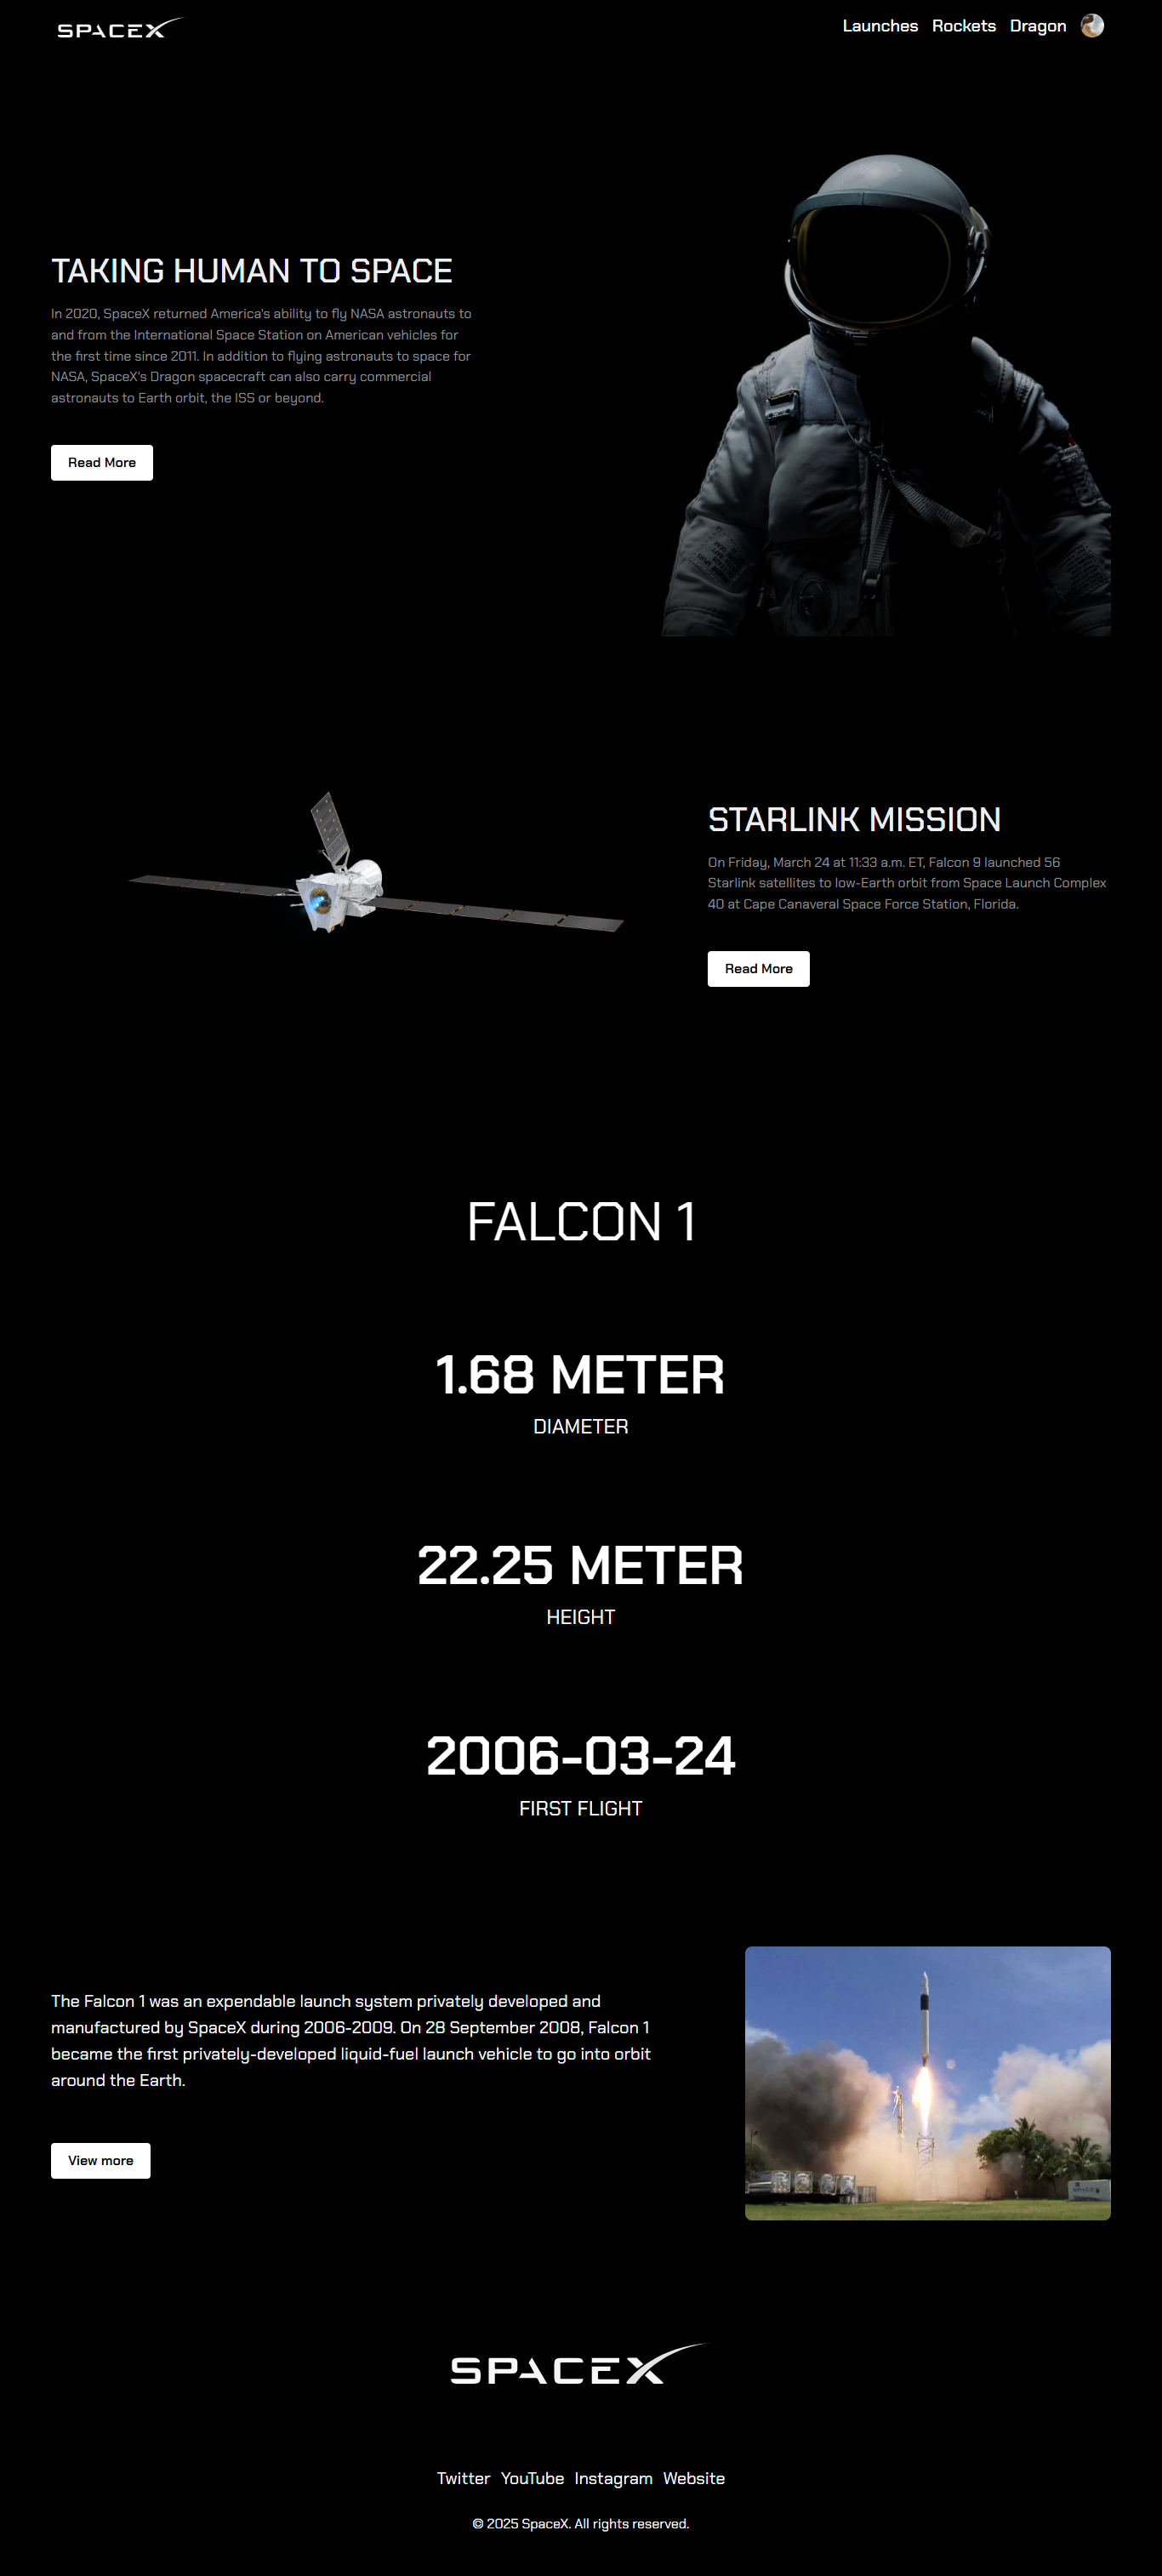 SPACEX
Launches Rockets Dragon
TAKING HUMAN TO SPACE
In 2020, SpaceX returned America's ability to fly NASA astronauts to
and from the International Space Station on American vehicles for
the first time since 2011. In addition to flying astronauts to space for
NASA, SpaceX's Dragon spacecraft can also carry commercial
astronauts to Earth orbit, the ISS or beyond.
Read More
STARLINK MISSION
On Friday, March 24 at 11:33 a.m. ET, Falcon 9 launched 56
Starlink satellites to low-Earth orbit from Space Launch Complex
40 at Cape Canaveral Space Force Station, Florida.
Read More
FALCON 1
1.68 METER
DIAMETER
22.25 METER
HEIGHT
2006-03-24
FIRST FLIGHT
The Falcon 1 was an expendable launch system privately developed and
manufactured by SpaceX during 2006-2009. On 28 September 2008, Falcon 1
became the first privately-developed liquid-fuel launch vehicle to go into orbit
around the Earth.
View more
SPACEX
SPACEX
Twitter YouTube Instagram Website
© 2025 SpaceX. All rights reserved.